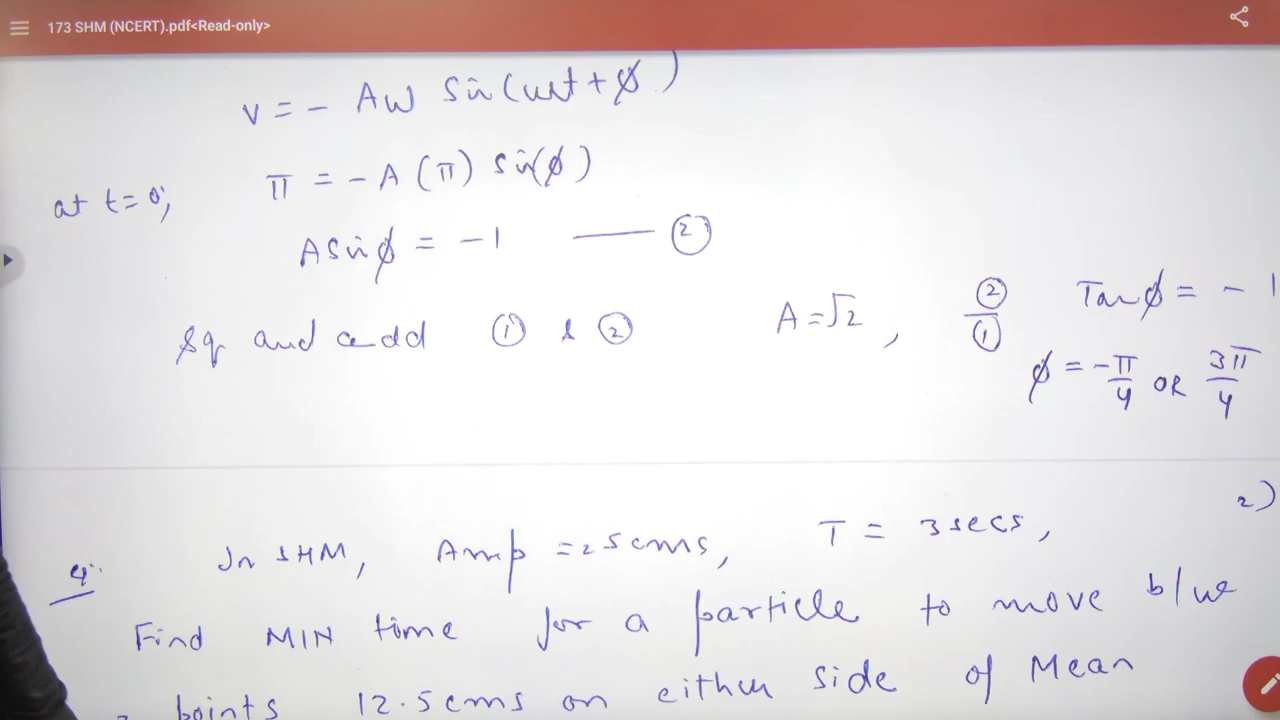 173 SHM (NCERT).pdf<Read-only>
v = - Aω sin(ωt + ϕ)
at t=0, π = - A (π) sin(ϕ)
A sinϕ = -1 —— ②
Sq and add ① & ② A = √2 , ②/① Tanϕ = - 1
ϕ = -π/4 OR 3π/4
2)
4. In SHM, Amp = 25cms, T = 3secs,
Find MIN time for a particle to move b/w
2 points 12.5cms on either side of Mean